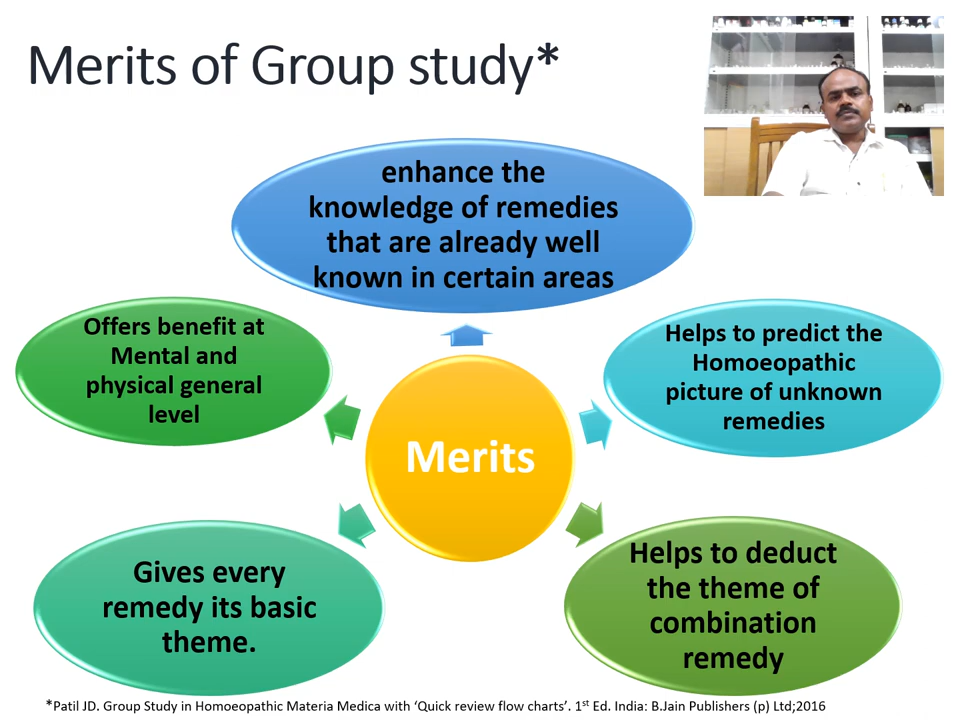 Merits of Group study*
enhance the
knowledge of remedies
that are already well
known in certain areas
Offers benefit at
Mental and
physical general
level
Helps to predict the
Homoeopathic
picture of unknown
remedies
Merits
Gives every
remedy its basic
theme.
Helps to deduct
the theme of
combination
remedy
*Patil JD. Group Study in Homoeopathic Materia Medica with ‘Quick review flow charts’. 1st Ed. India: B.Jain Publishers (p) Ltd;2016